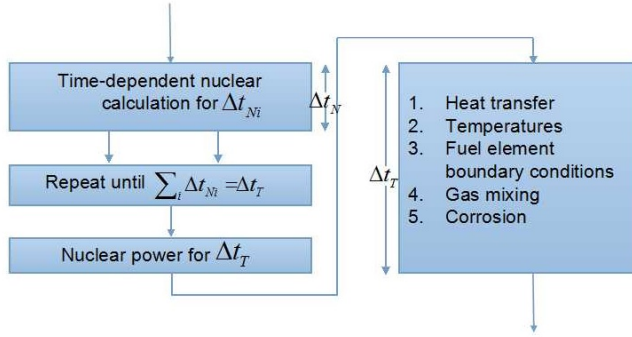 Time-dependent nuclear
calculation for Δt_Ni
Δt_N
Repeat until ∑_i Δt_Ni =Δt_T
Nuclear power for Δt_T
Δt_T
1. Heat transfer
2. Temperatures
3. Fuel element
boundary conditions
4. Gas mixing
5. Corrosion